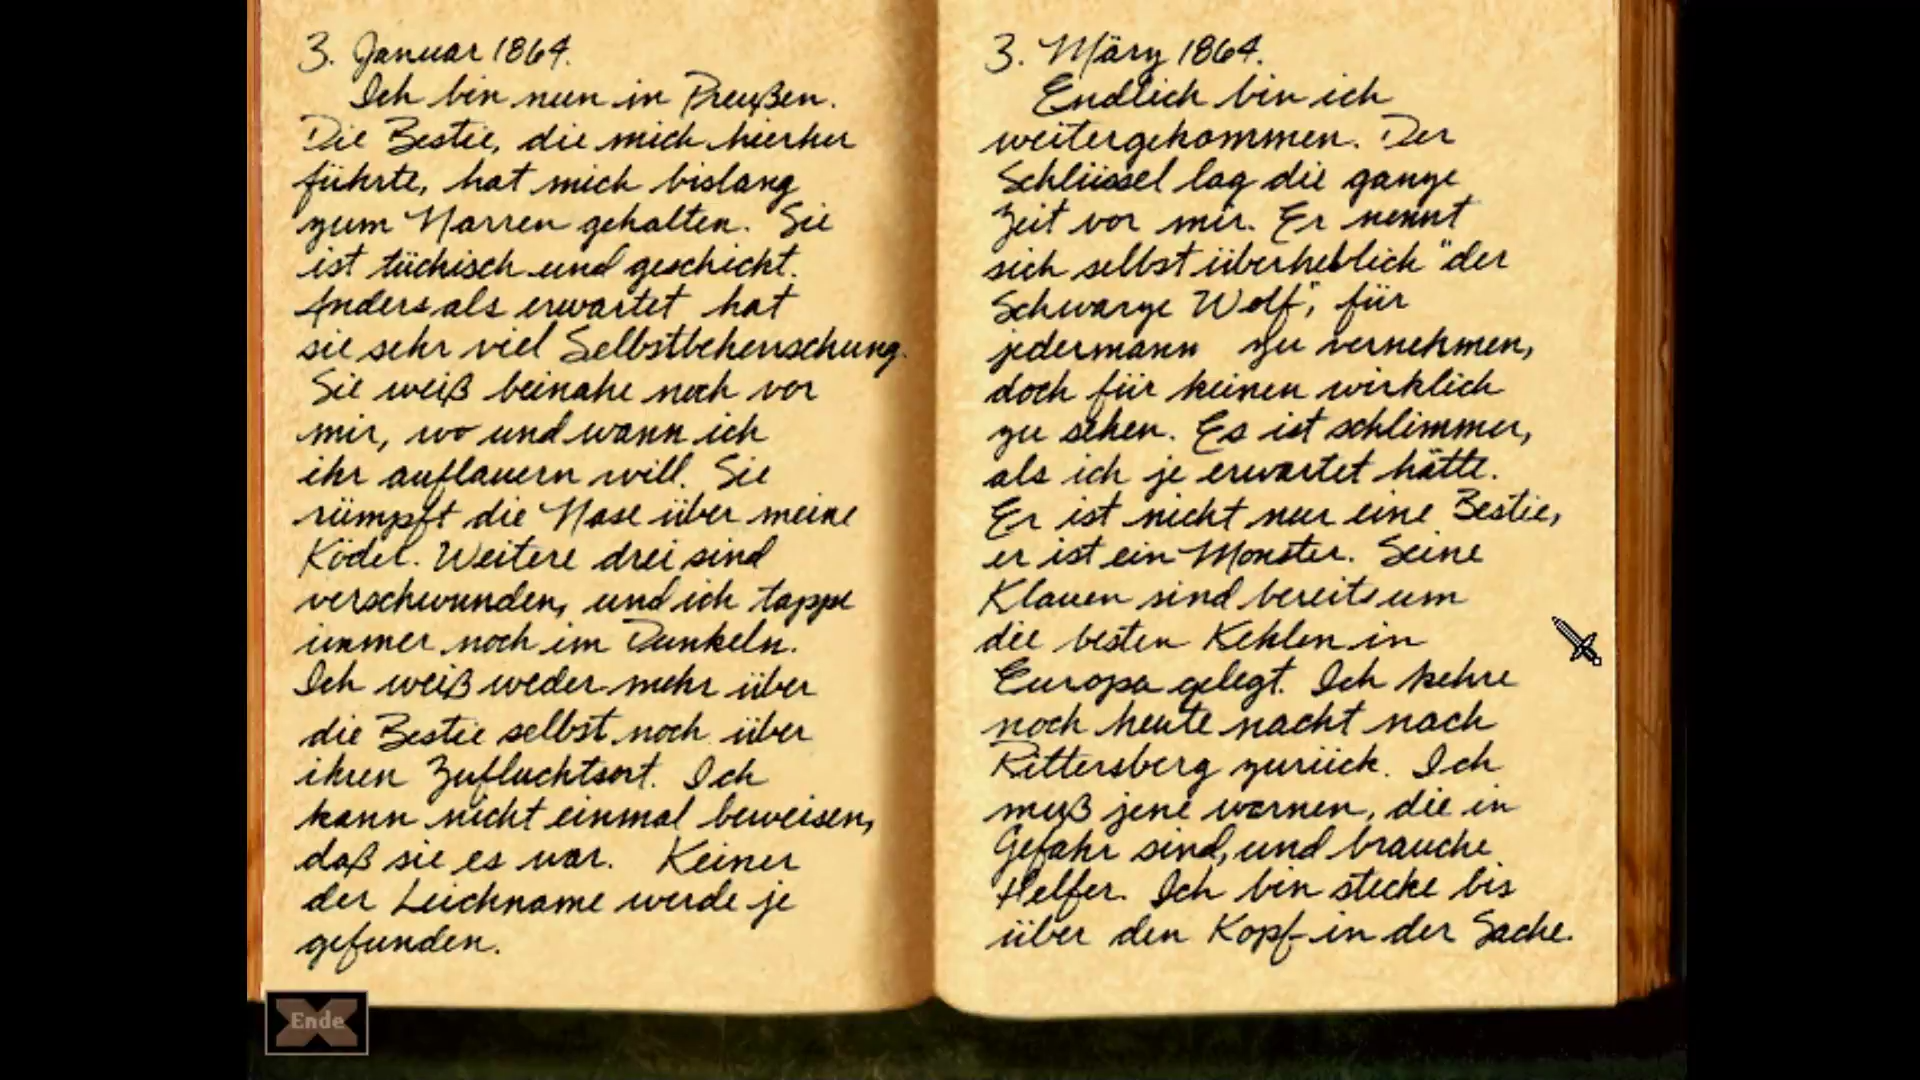 3. Januar 1864.
Ich bin nun in Preußen.
Die Bestie, die mich hierher
führte, hat mich bislang
zum Narren gehalten. Sie
ist tückisch und geschickt.
Anders als erwartet hat
sie sehr viel Selbstbeherrschung.
Sie weiß beinahe noch vor
mir, wo und wann ich
ihr auflauern will. Sie
rümpft die Nase über meine
Ködel. Weitere drei sind
verschwunden, und ich tappe
immer noch im Dunkeln.
Ich weiß weder mehr über
die Bestie selbst noch über
ihren Zufluchtsort. Ich
kann nicht einmal beweisen,
daß sie es war. Keiner
der Leichname werde je
gefunden.
3. März 1864.
Endlich bin ich
weitergekommen. Der
Schlüssel lag die ganze
Zeit vor mir. Er nennt
sich selbst überheblich "der
Schwarze Wolf", für
jedermann zu vernehmen,
doch für keinen wirklich
zu sehen. Es ist schlimmer,
als ich je erwartet hätte.
Er ist nicht nur eine Bestie,
er ist ein Monster. Seine
Klauen sind bereits um
die besten Kehlen in
Europa gelegt. Ich kehre
noch heute nacht nach
Rittersberg zurück. Ich
muß jene warnen, die in
Gefahr sind, und brauche
Helfer. Ich bin stecke bis
über den Kopf in der Sache.
Ende